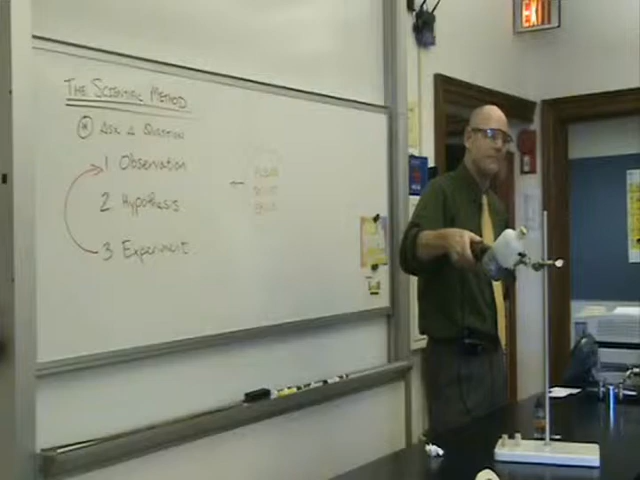 THE SCIENTIFIC METHOD
* ASK A QUESTION
1 Observation
2 Hypothesis
3 Experiment
EXIT